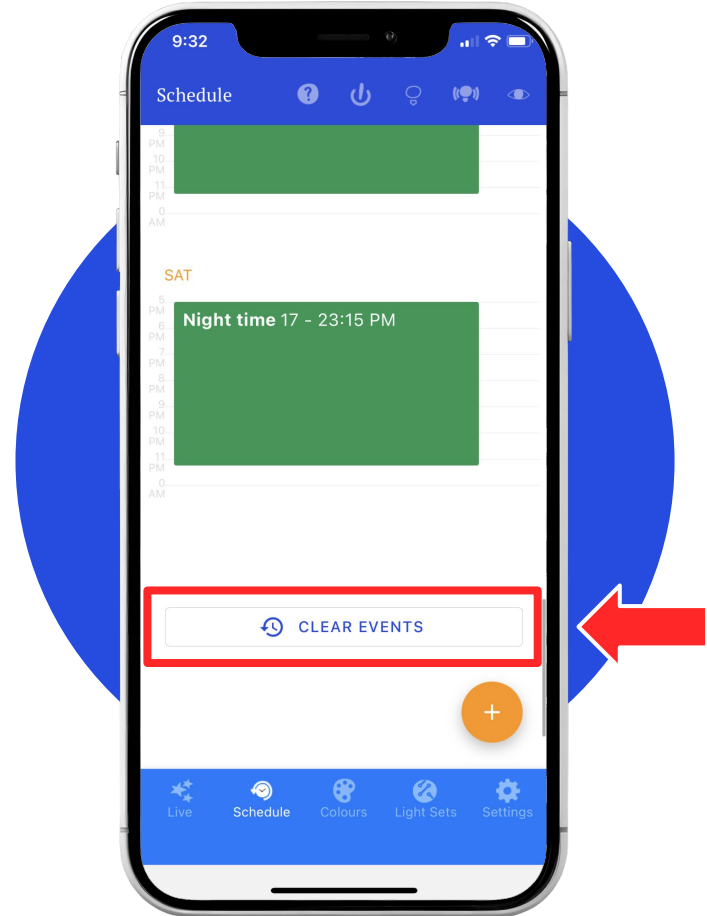 9:32
Schedule
9
PM
10
PM
11
PM
0
AM
SAT
5
PM
Night time 17 - 23:15 PM
6
PM
7
PM
8
PM
9
PM
10
PM
11
PM
0
AM
CLEAR EVENTS
+
Live Schedule Colours Light Sets Settings